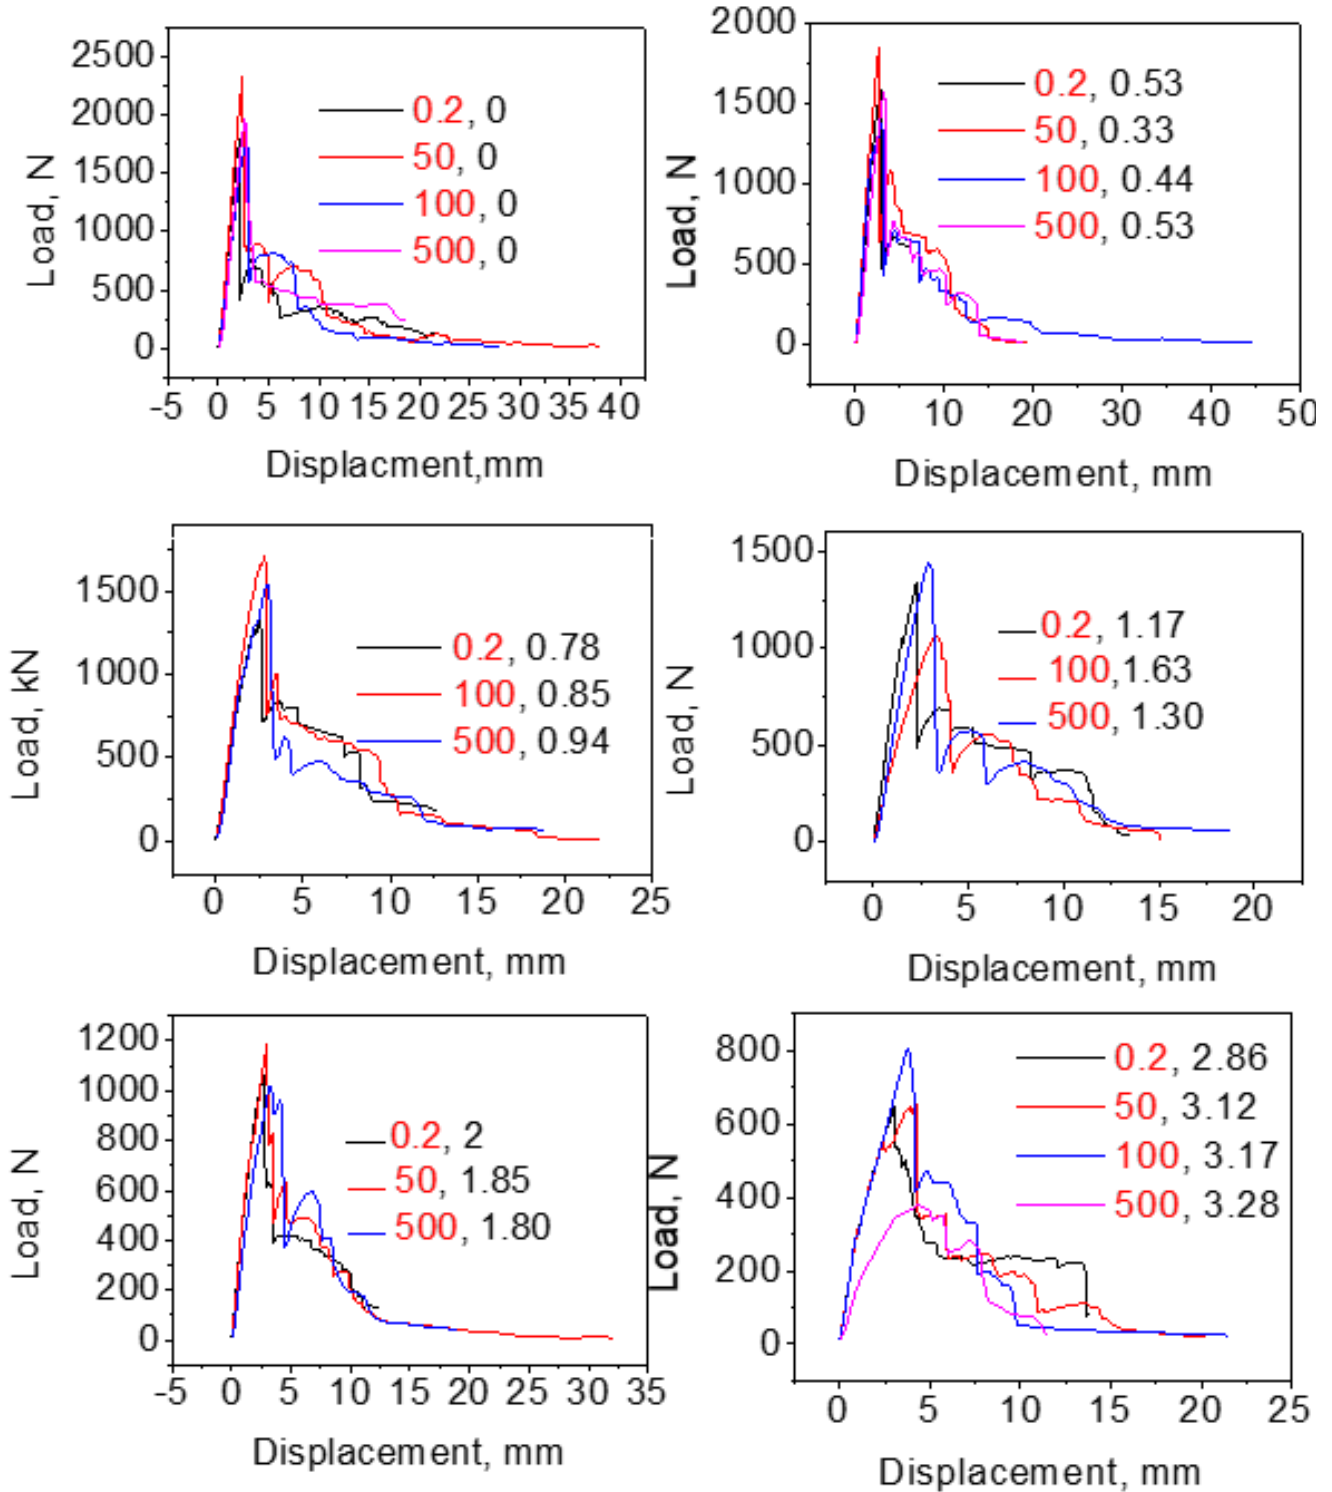 2500
2000
1500
1000
500
0
Load, N
0.2, 0
50, 0
100, 0
500, 0
-5 0 5 10 15 20 25 30 35 40
Displacment,mm
2000
1500
1000
500
0
Load, N
0.2, 0.53
50, 0.33
100, 0.44
500, 0.53
0 10 20 30 40 50
Displacement, mm
1500
1000
500
0
Load, kN
0.2, 0.78
100, 0.85
500, 0.94
0 5 10 15 20 25
Displacement, mm
1500
1000
500
0
Load, N
0.2, 1.17
100,1.63
500, 1.30
0 5 10 15 20
Displacement, mm
1200
1000
800
600
400
200
0
Load, N
0.2, 2
50, 1.85
500, 1.80
-5 0 5 10 15 20 25 30 35
Displacement, mm
800
600
400
200
0
Load, N
0.2, 2.86
50, 3.12
100, 3.17
500, 3.28
0 5 10 15 20 25
Displacement, mm